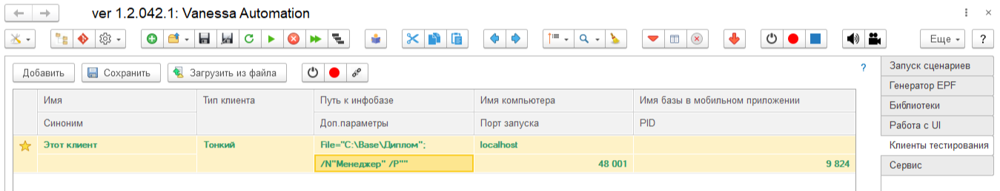 ver 1.2.042.1: Vanessa Automation
Еще ?
Добавить Сохранить Загрузить из файла ?
Имя Тип клиента Путь к инфобазе Имя компьютера Имя базы в мобильном приложении
Синоним Доп.параметры Порт запуска PID
Этот клиент Тонкий File="C:\Base\Диплом"; localhost
/N"Менеджер" /P"" 48 001 9 824
Запуск сценариев
Генератор EPF
Библиотеки
Работа с UI
Клиенты тестирования
Сервис